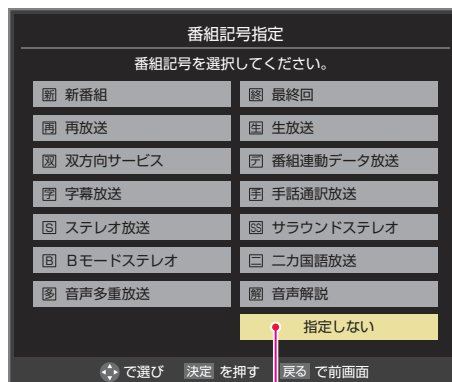 番組記号指定
番組記号を選択してください。
新 新番組
終 最終回
再 再放送
生 生放送
双 双方向サービス
デ 番組連動データ放送
字 字幕放送
手 手話通訳放送
S ステレオ放送
SS サラウンドステレオ
B Bモードステレオ
二 二カ国語放送
多 音声多重放送
解 音声解説
指定しない
で選び 決定 を押す 戻る で前画面